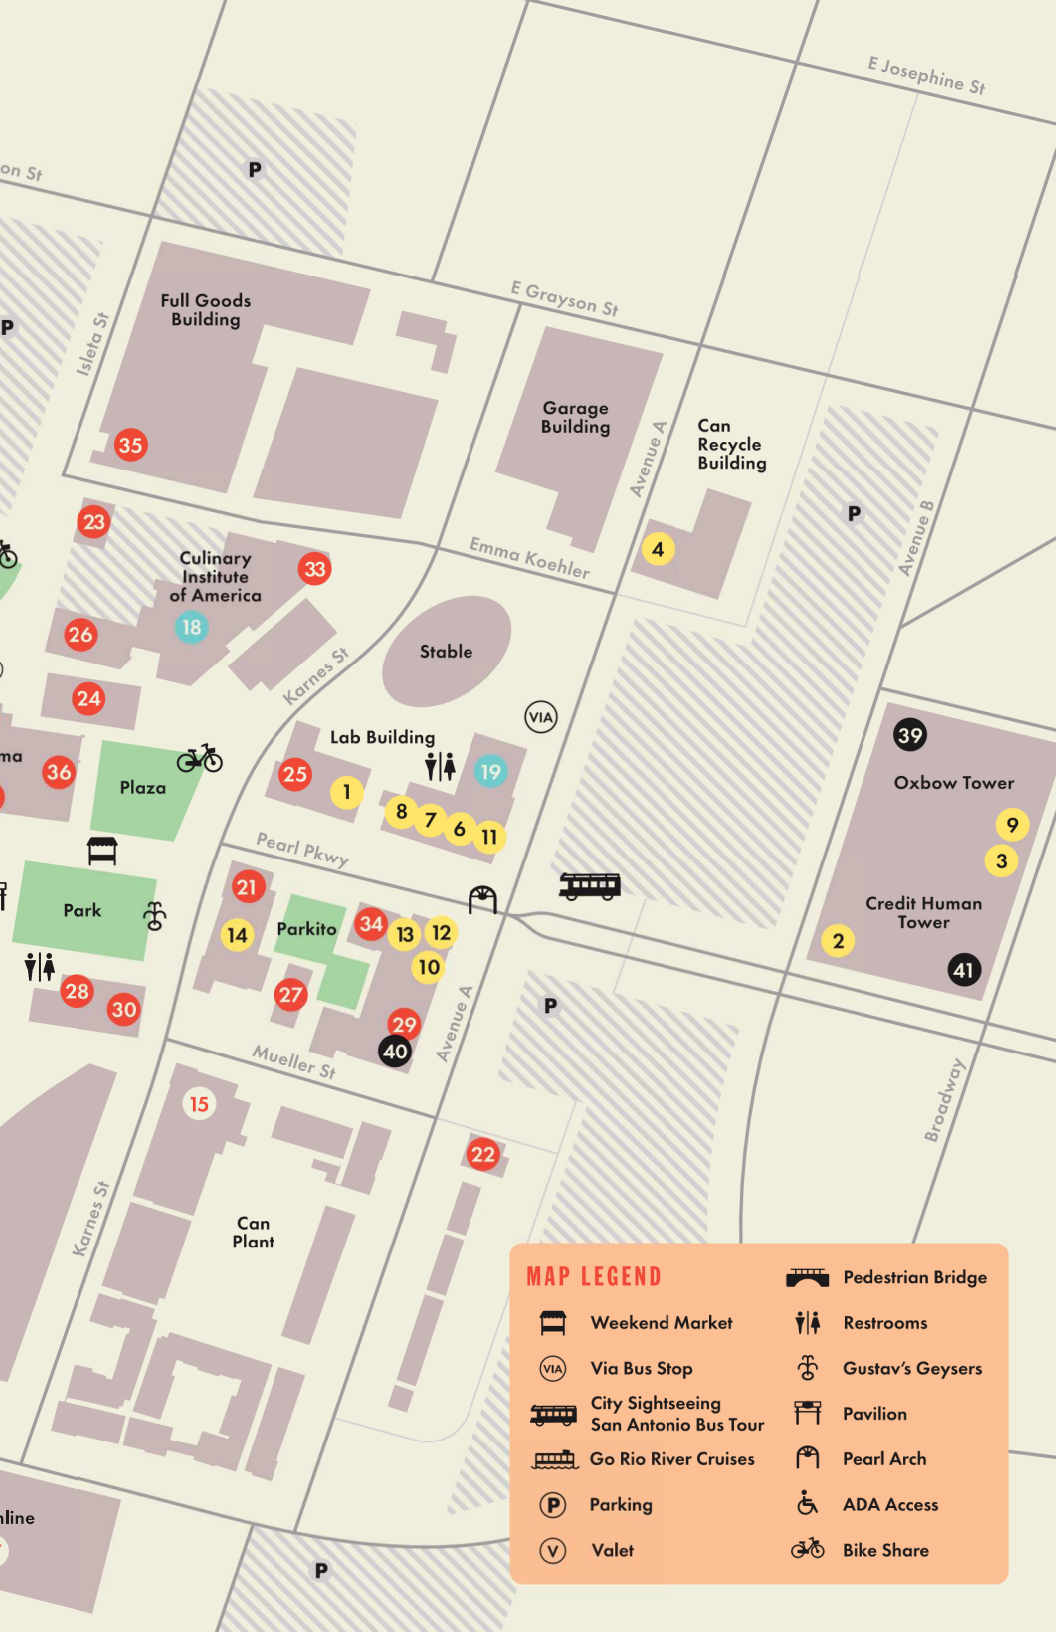 E Josephine St
P
on St
E Grayson St
Full Goods
Building
P
Isleta St
Garage
Building
Avenue A
Can
Recycle
Building
35
P
Avenue B
23
Culinary
Institute
of America
33
Emma Koehler
4
18
26
Stable
Karnes St
24
VIA
Lab Building
39
ma
36
Plaza
25
1
19
Oxbow Tower
8
7
6
11
9
3
Pearl Pkwy
21
Park
14
Parkito
34
13
12
10
Credit Human
Tower
2
41
28
30
27
29
40
P
Avenue A
Mueller St
15
22
Broadway
Karnes St
Can
Plant
MAP LEGEND
Weekend Market
VIA
Via Bus Stop
City Sightseeing
San Antonio Bus Tour
Go Rio River Cruises
P
Parking
V
Valet
Pedestrian Bridge
Restrooms
Gustav's Geysers
Pavilion
Pearl Arch
ADA Access
Bike Share
nline
P